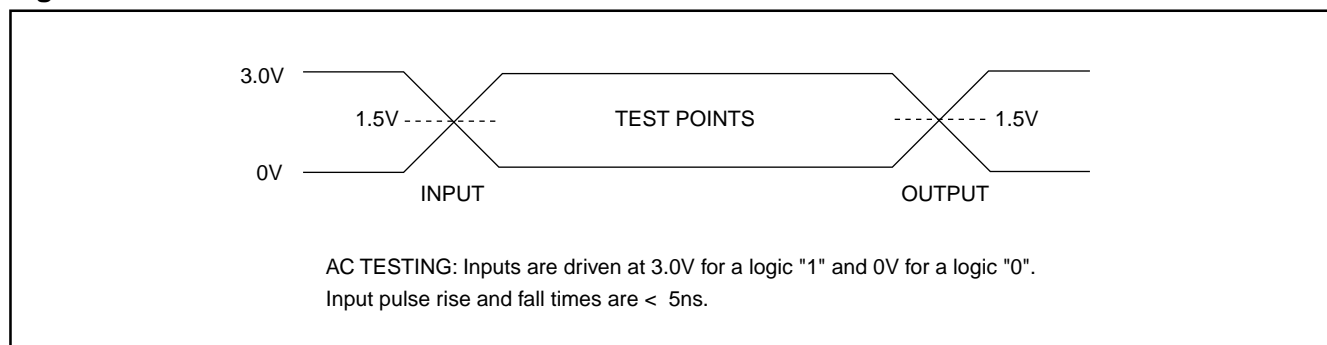 3.0V
1.5V
TEST POINTS
1.5V
0V
INPUT
OUTPUT
AC TESTING: Inputs are driven at 3.0V for a logic "1" and 0V for a logic "0".
Input pulse rise and fall times are < 5ns.